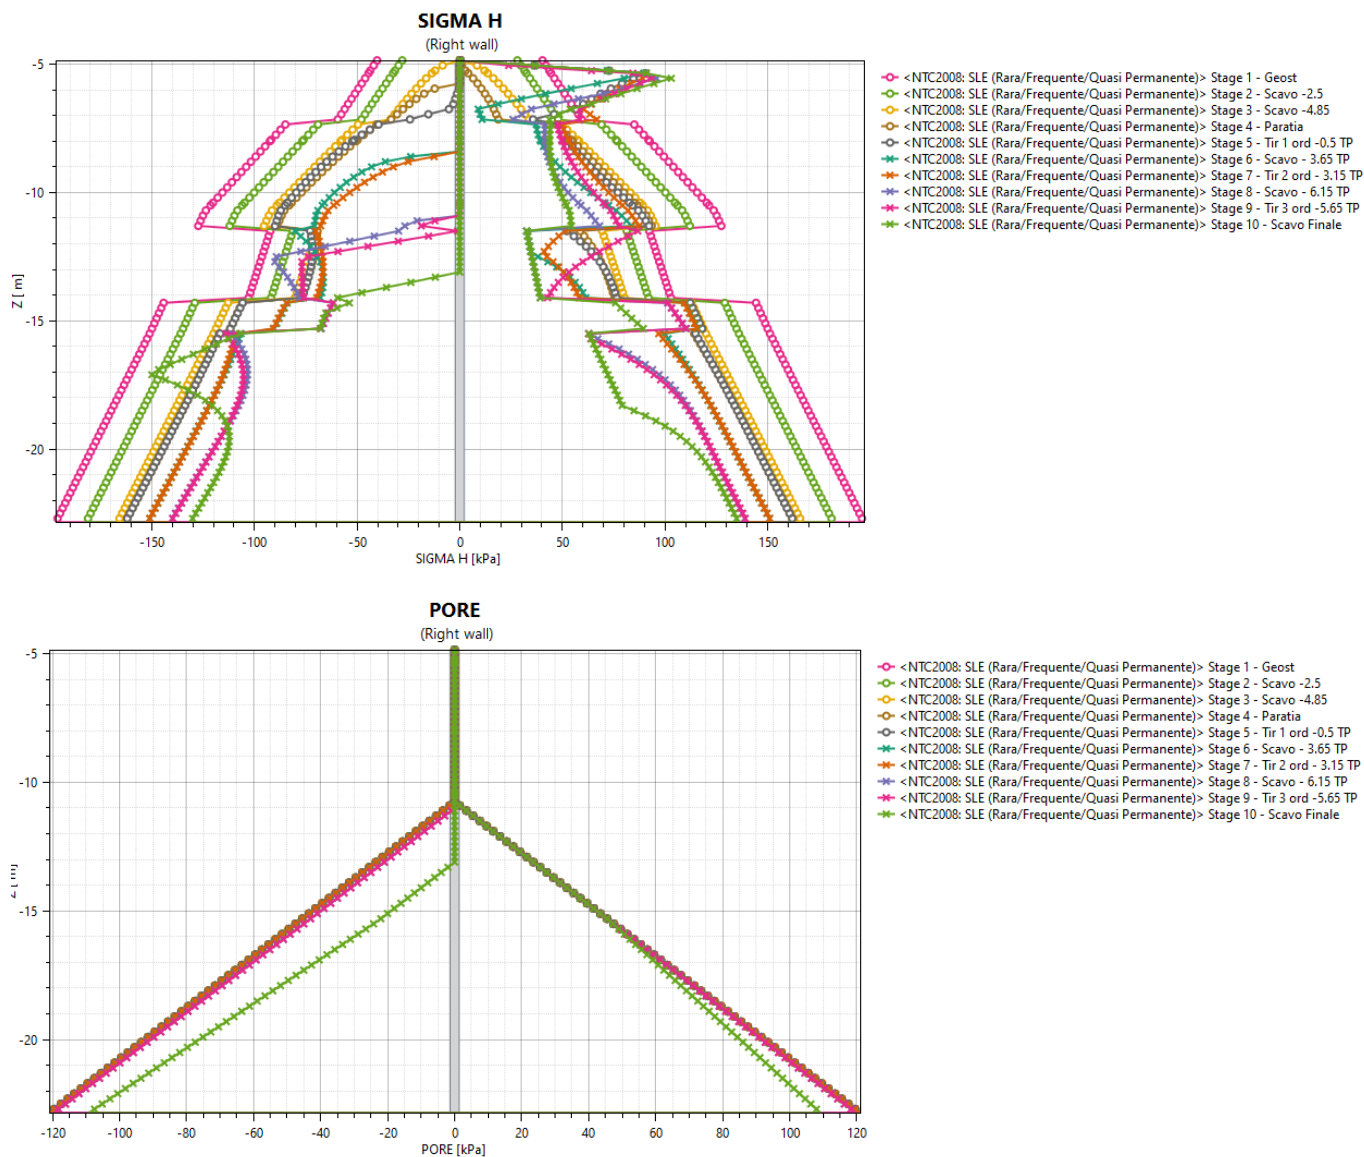 SIGMA H
(Right wall)
-5
-10
-15
-20
Z [ m]
-150
-100
-50
0
50
100
150
SIGMA H [kPa]
<NTC2008: SLE (Rara/Frequente/Quasi Permanente)> Stage 1 - Geost
<NTC2008: SLE (Rara/Frequente/Quasi Permanente)> Stage 2 - Scavo -2.5
<NTC2008: SLE (Rara/Frequente/Quasi Permanente)> Stage 3 - Scavo -4.85
<NTC2008: SLE (Rara/Frequente/Quasi Permanente)> Stage 4 - Paratia
<NTC2008: SLE (Rara/Frequente/Quasi Permanente)> Stage 5 - Tir 1 ord -0.5 TP
<NTC2008: SLE (Rara/Frequente/Quasi Permanente)> Stage 6 - Scavo - 3.65 TP
<NTC2008: SLE (Rara/Frequente/Quasi Permanente)> Stage 7 - Tir 2 ord - 3.15 TP
<NTC2008: SLE (Rara/Frequente/Quasi Permanente)> Stage 8 - Scavo - 6.15 TP
<NTC2008: SLE (Rara/Frequente/Quasi Permanente)> Stage 9 - Tir 3 ord -5.65 TP
<NTC2008: SLE (Rara/Frequente/Quasi Permanente)> Stage 10 - Scavo Finale
PORE
(Right wall)
-5
-10
-15
-20
-120
-100
-80
-60
-40
-20
0
20
40
60
80
100
120
PORE [kPa]
<NTC2008: SLE (Rara/Frequente/Quasi Permanente)> Stage 1 - Geost
<NTC2008: SLE (Rara/Frequente/Quasi Permanente)> Stage 2 - Scavo -2.5
<NTC2008: SLE (Rara/Frequente/Quasi Permanente)> Stage 3 - Scavo -4.85
<NTC2008: SLE (Rara/Frequente/Quasi Permanente)> Stage 4 - Paratia
<NTC2008: SLE (Rara/Frequente/Quasi Permanente)> Stage 5 - Tir 1 ord -0.5 TP
<NTC2008: SLE (Rara/Frequente/Quasi Permanente)> Stage 6 - Scavo - 3.65 TP
<NTC2008: SLE (Rara/Frequente/Quasi Permanente)> Stage 7 - Tir 2 ord - 3.15 TP
<NTC2008: SLE (Rara/Frequente/Quasi Permanente)> Stage 8 - Scavo - 6.15 TP
<NTC2008: SLE (Rara/Frequente/Quasi Permanente)> Stage 9 - Tir 3 ord -5.65 TP
<NTC2008: SLE (Rara/Frequente/Quasi Permanente)> Stage 10 - Scavo Finale